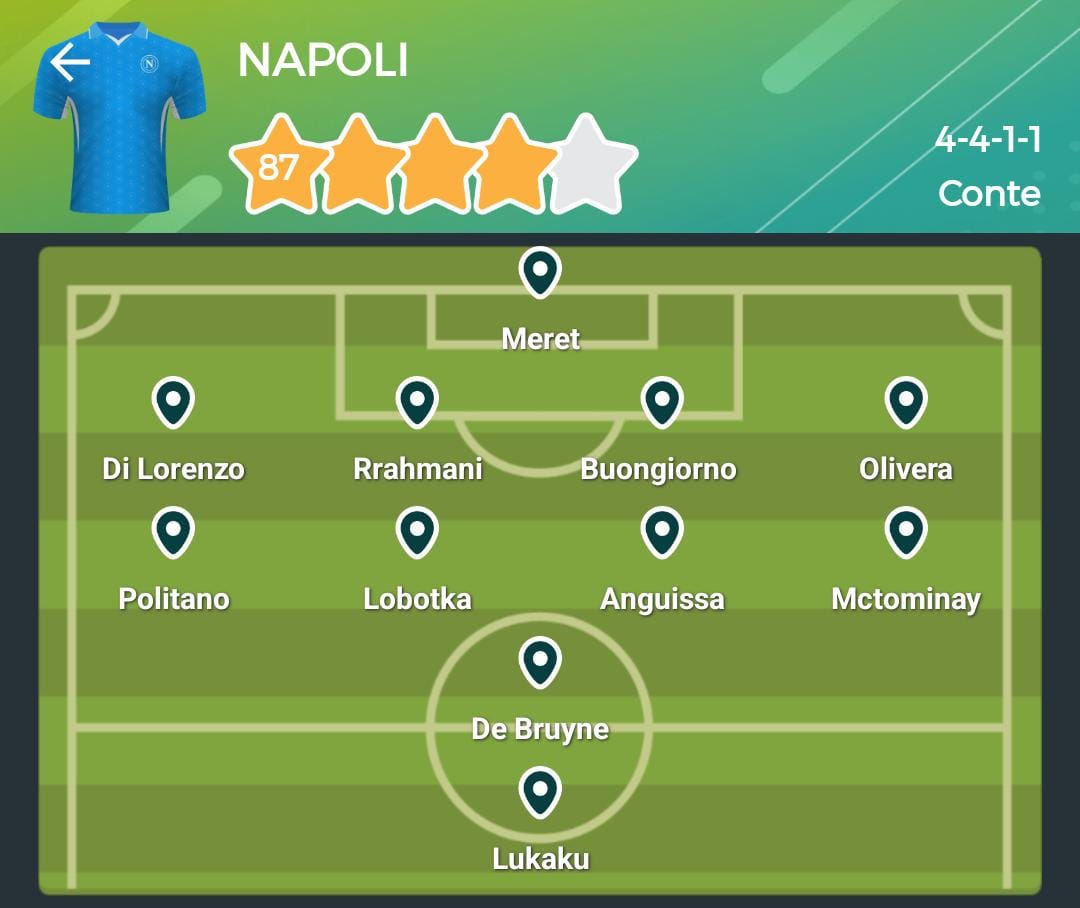 NAPOLI
N
87
4-4-1-1
Conte
Meret
Di Lorenzo Rrahmani Buongiorno Olivera
Politano Lobotka Anguissa Mctominay
De Bruyne
Lukaku